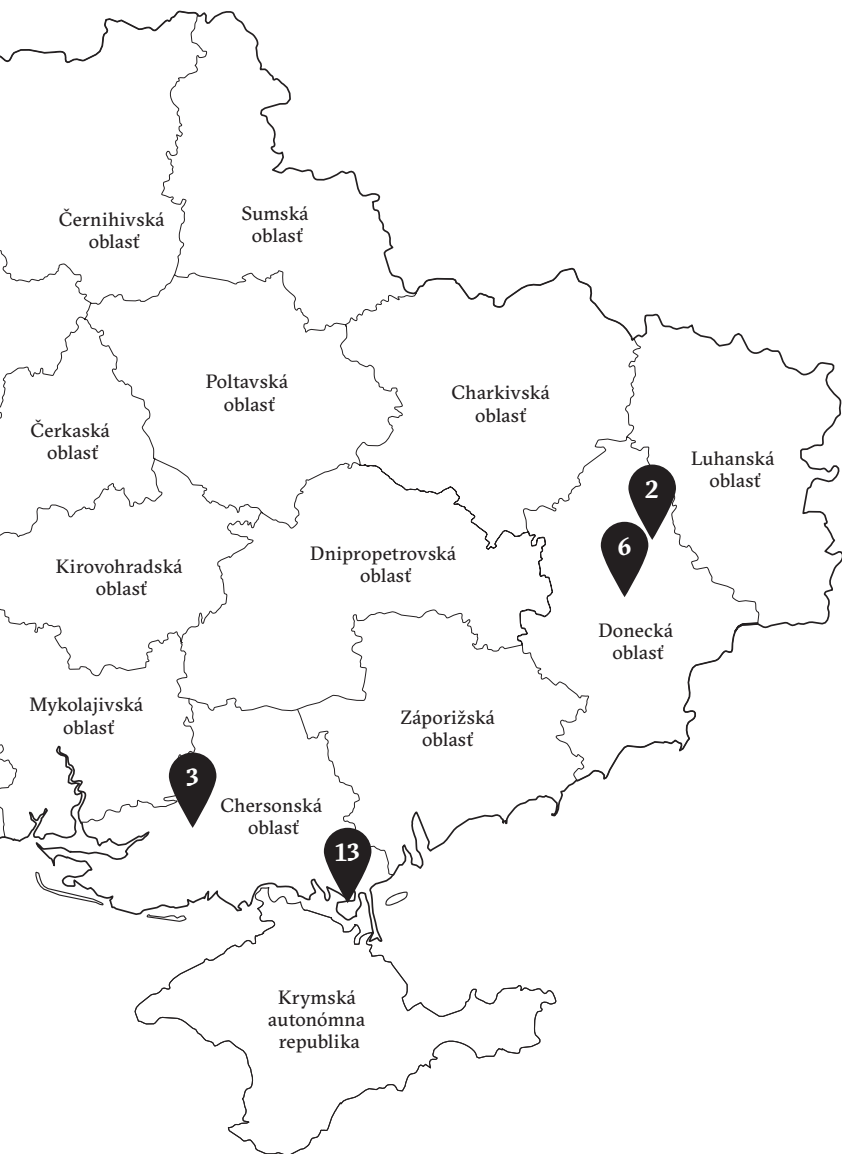 Černihivská
oblasť
Sumská
oblasť
Poltavská
oblasť
Charkivská
oblasť
Čerkaská
oblasť
Luhanská
oblasť
2
6
Dnipropetrovská
oblasť
Kirovohradská
oblasť
Donecká
oblasť
Mykolajivská
oblasť
Záporižská
oblasť
3
Chersonská
oblasť
13
Krymská
autonómna
republika